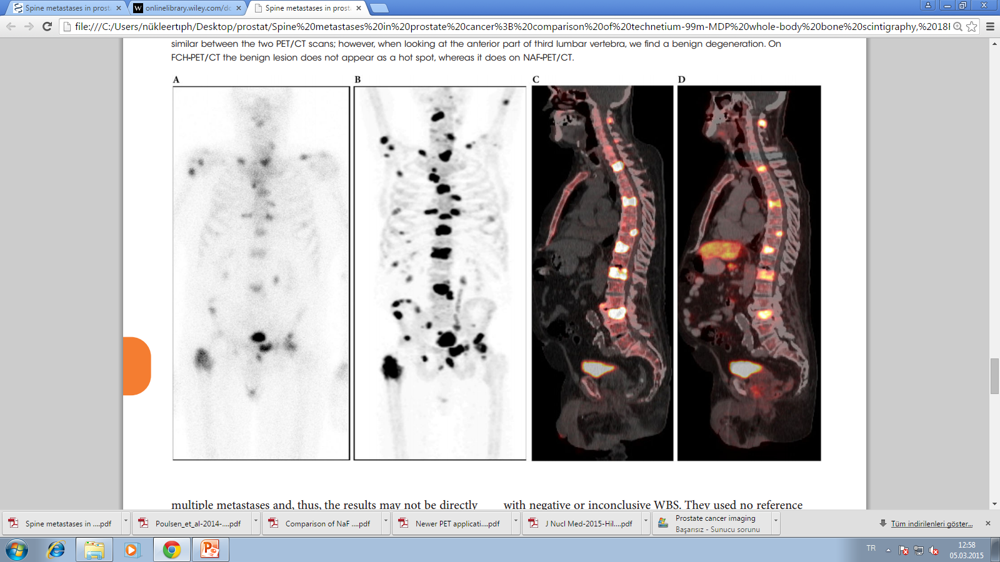 Spine metastases in prost
onlinelibrary.wiley.com/do
Spine metastases in prost
file:///C:/Users/nükleertıph/Desktop/prostat/Spine%20metastases%20in%20prostate%20cancer%3B%20comparison%20of%20technetium-99m-MDP%20whole-body%20bone%20scintigraphy,%2018F
similar between the two PET/CT scans; however, when looking at the anterior part of third lumbar vertebra, we find a benign degeneration. On
FCH-PET/CT the benign lesion does not appear as a hot spot, whereas it does on NAF-PET/CT.
A B C D
multiple metastases and, thus, the results may not be directly
with negative or inconclusive WBS. They used no reference
Spine metastases in ....pdf
Poulsen_et_al-2014-....pdf
Comparison of NaF ....pdf
Newer PET applicati....pdf
J Nucl Med-2015-Hil....pdf
Prostate cancer imaging
Başarısız - Sunucu sorunu
Tüm indirilenleri göster...
TR
12:58
05.03.2015